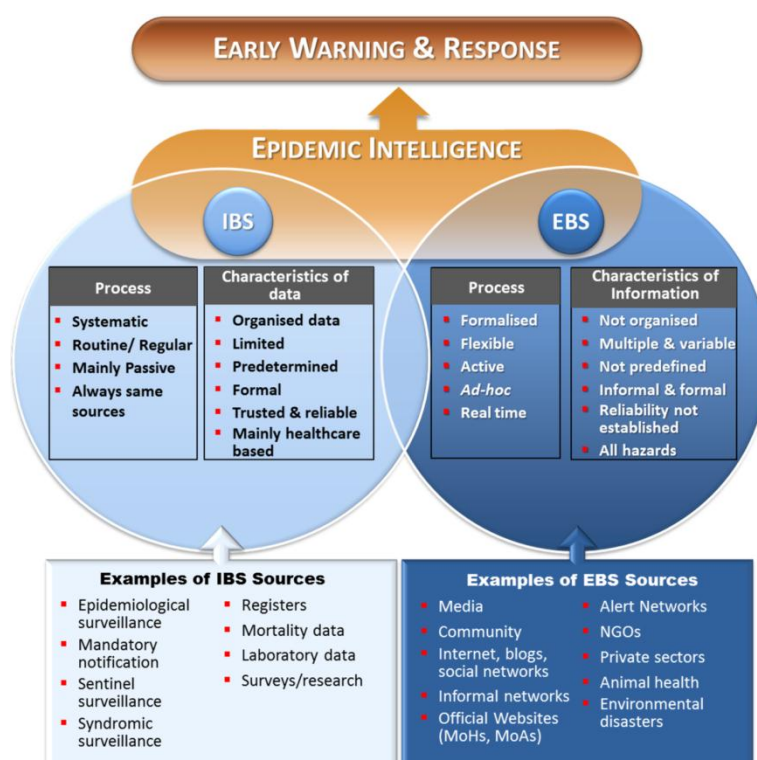 EARLY WARNING & RESPONSE
EPIDEMIC INTELLIGENCE
IBS
EBS
Process
Systematic
Routine/ Regular
Mainly Passive
Always same
sources
Characteristics of
data
Organised data
Limited
Predetermined
Formal
Trusted & reliable
Mainly healthcare
based
Process
Formalised
Flexible
Active
Ad-hoc
Real time
Characteristics of
Information
Not organised
Multiple & variable
Not predefined
Informal & formal
Reliability not
established
All hazards
Examples of IBS Sources
Epidemiological
surveillance
Mandatory
notification
Sentinel
surveillance
Syndromic
surveillance
Registers
Mortality data
Laboratory data
Surveys/research
Examples of EBS Sources
Media
Community
Internet, blogs,
social networks
Informal networks
Official Websites
(MoHs, MoAs)
Alert Networks
NGOs
Private sectors
Animal health
Environmental
disasters